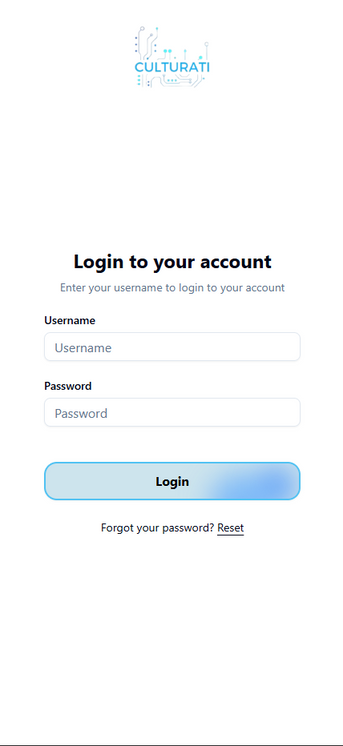 CULTURATI
Login to your account
Enter your username to login to your account
Username
Username
Password
Password
Login
Forgot your password? Reset